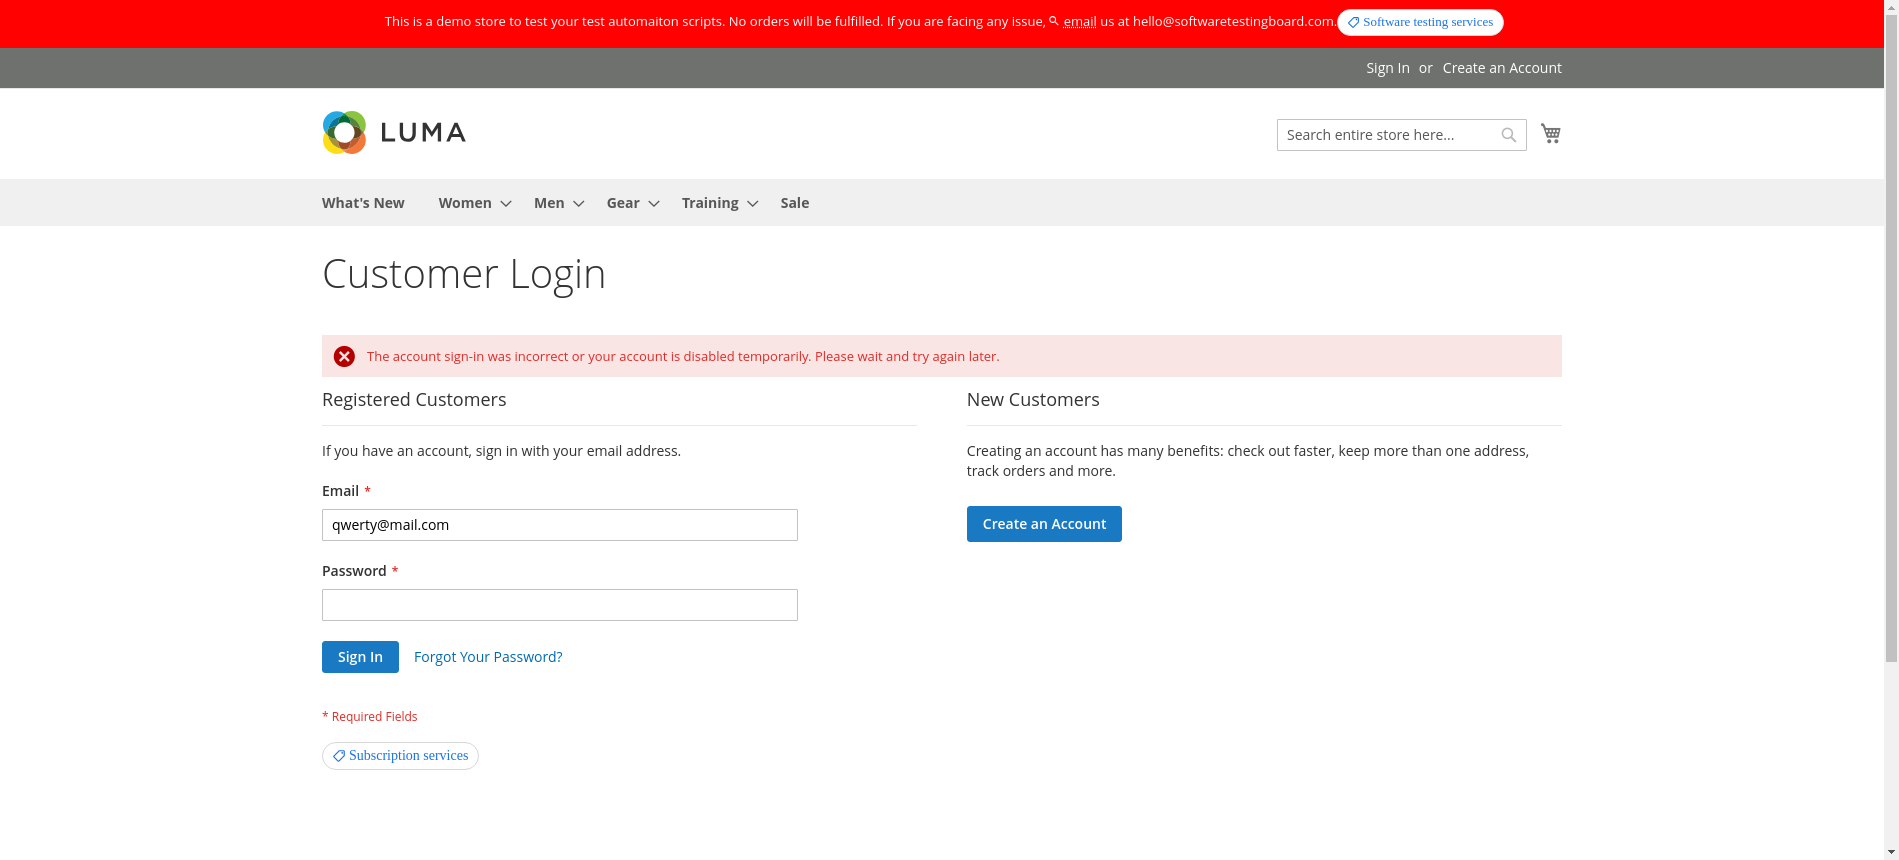 This is a demo store to test your test automaiton scripts. No orders will be fulfilled. If you are facing any issue, email us at hello@softwaretestingboard.com. Software testing services
Sign In or Create an Account
LUMA
Search entire store here...
What's New Women Men Gear Training Sale
Customer Login
The account sign-in was incorrect or your account is disabled temporarily. Please wait and try again later.
Registered Customers
If you have an account, sign in with your email address.
Email *
qwerty@mail.com
Password *
Sign In Forgot Your Password?
* Required Fields
Subscription services
New Customers
Creating an account has many benefits: check out faster, keep more than one address,
track orders and more.
Create an Account